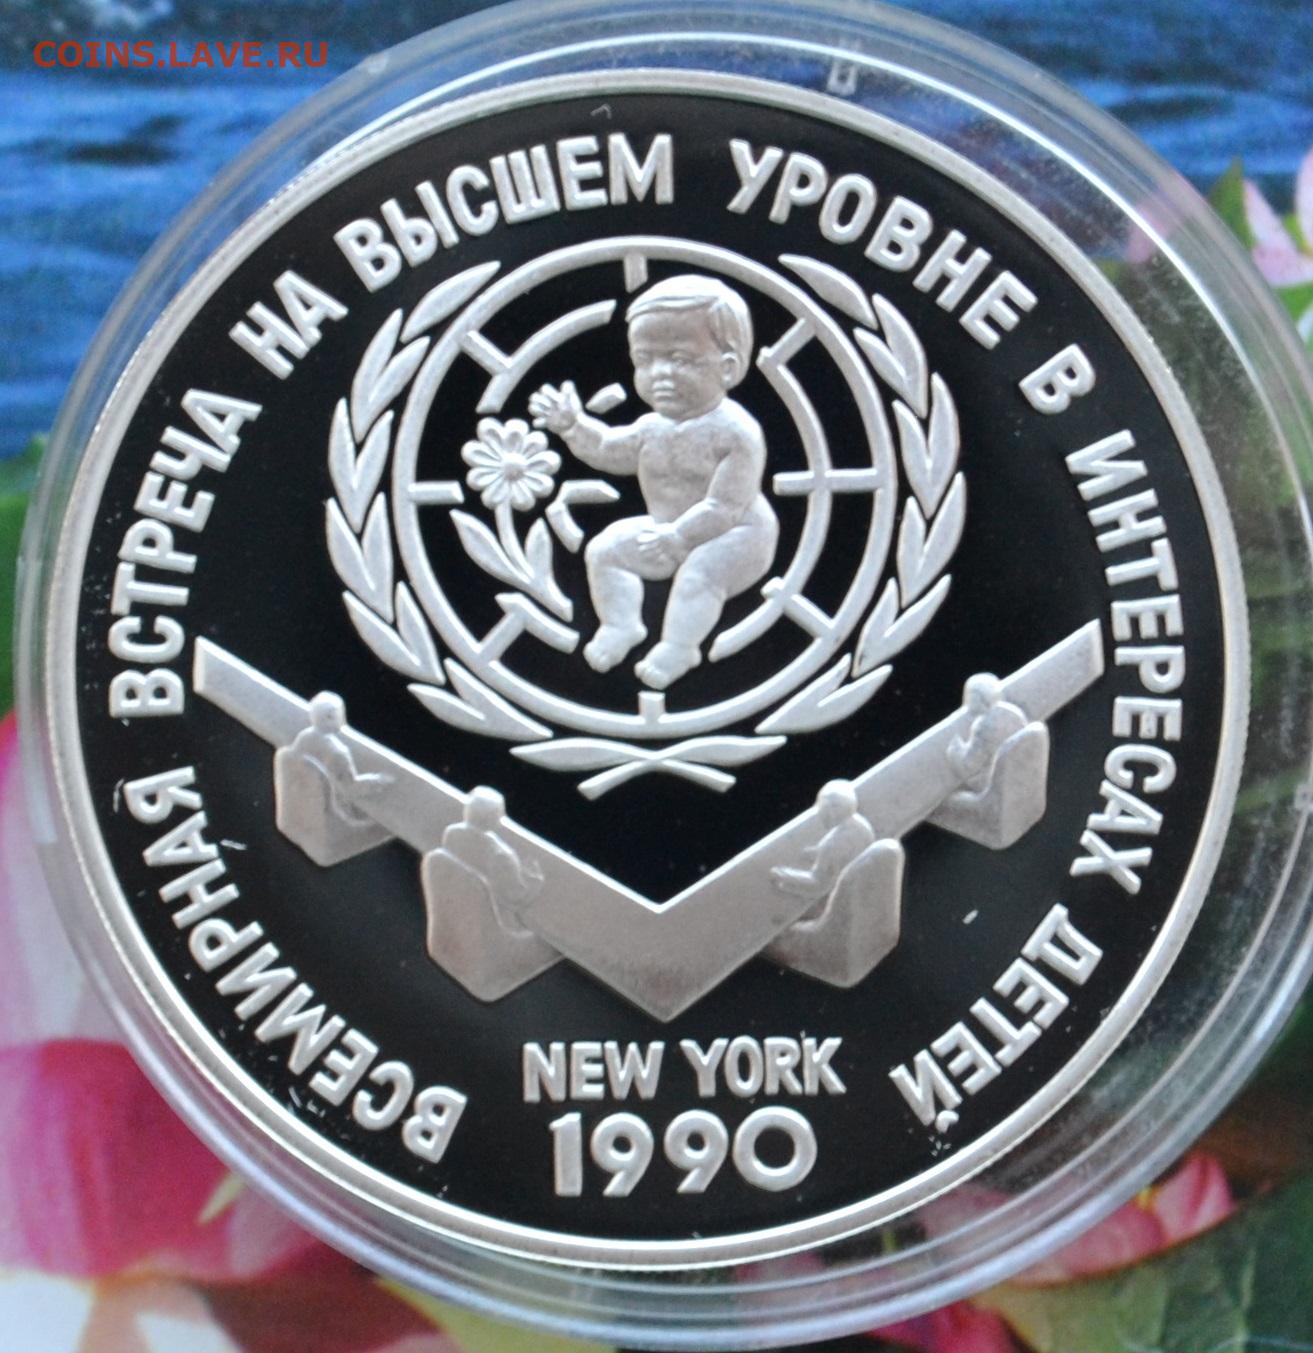 COINS.LAVE.RU
ВСЕМИРНАЯ ВСТРЕЧА НА ВЫСШЕМ УРОВНЕ В ИНТЕРЕСАХ ДЕТЕЙ
NEW YORK
1990